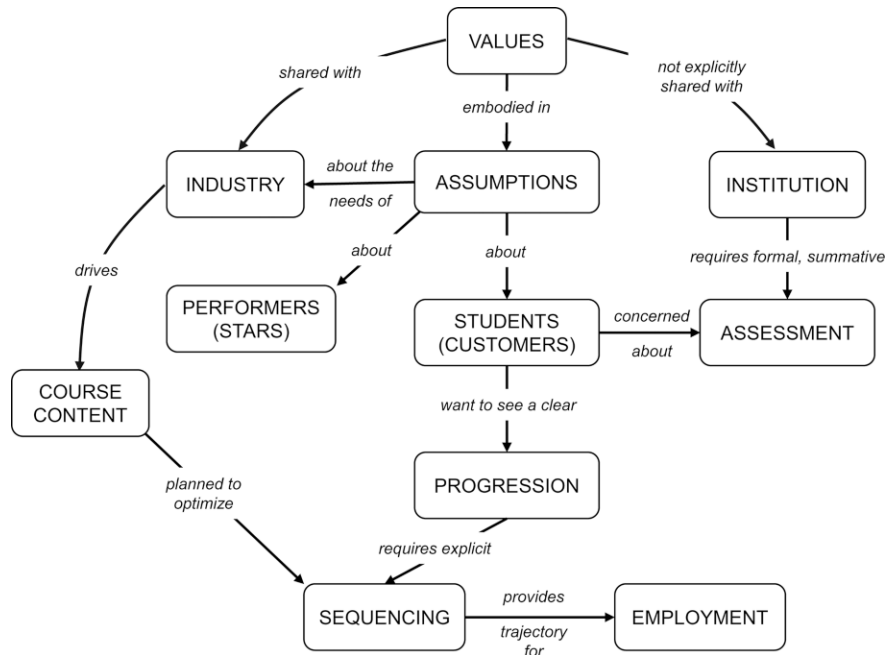 VALUES
shared with
not explicitly
shared with
embodied in
INDUSTRY
about the
needs of
ASSUMPTIONS
INSTITUTION
drives
about
about
requires formal, summative
PERFORMERS
(STARS)
STUDENTS
(CUSTOMERS)
concerned
about
ASSESSMENT
COURSE
CONTENT
want to see a clear
planned to
optimize
PROGRESSION
requires explicit
SEQUENCING
provides
trajectory
for
EMPLOYMENT